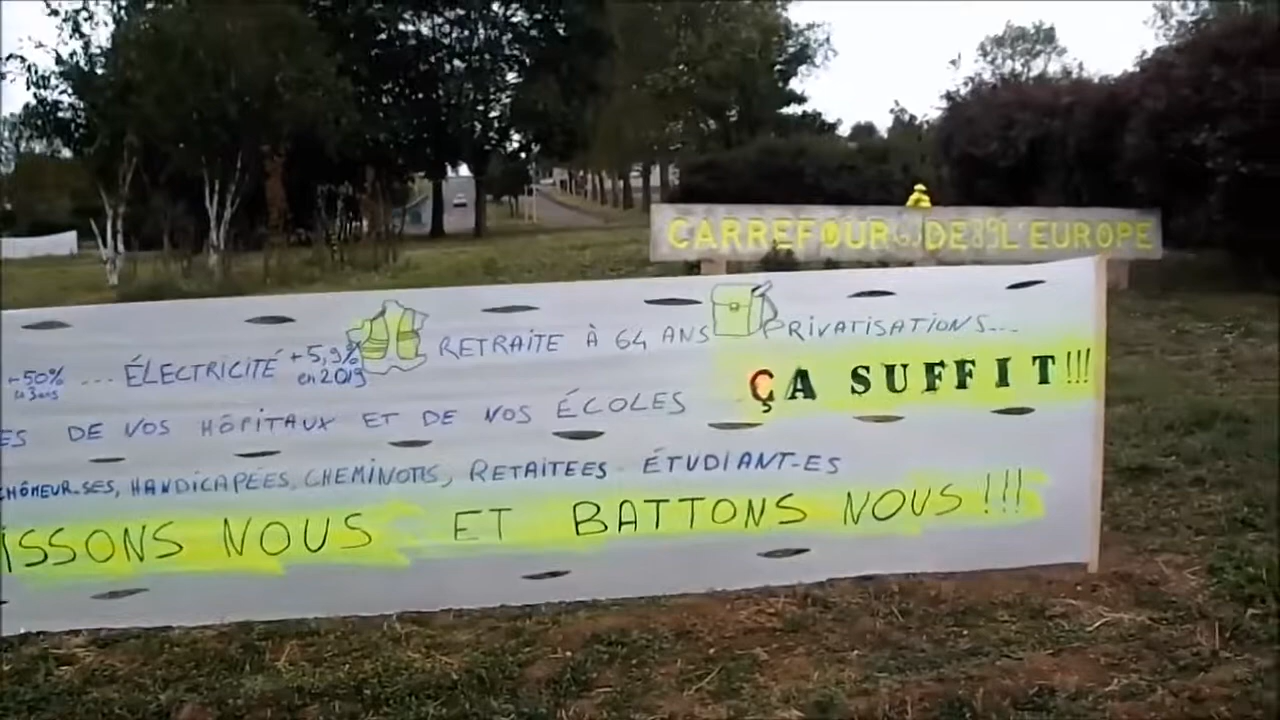 CARREFOUR DE L'EUROPE
+50% ... ÉLECTRICITÉ +5,9% RETRAITE À 64 ANS PRIVATISATIONS...
en 3 ans en 2019
ÇA SUFFIT!!!
ES DE NOS HÔPITAUX ET DE NOS ÉCOLES
CHÔMEUR-SES, HANDICAPÉES, CHEMINOTS, RETAITEES ÉTUDIANT-ES
ISSONS NOUS ET BATTONS NOUS!!!